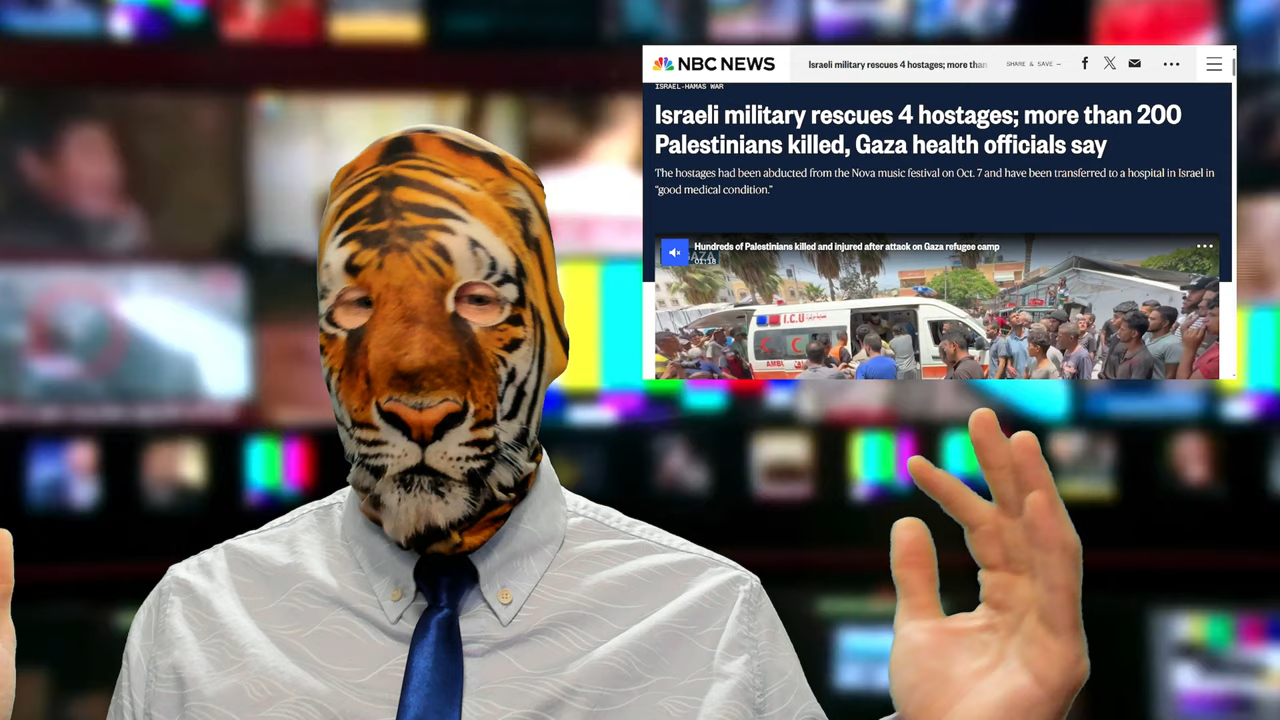 NBC NEWS
Israeli military rescues 4 hostages; more than
SHARE & SAVE —
ISRAEL-HAMAS WAR
Israeli military rescues 4 hostages; more than 200
Palestinians killed, Gaza health officials say
The hostages had been abducted from the Nova music festival on Oct. 7 and have been transferred to a hospital in Israel in
"good medical condition."
Hundreds of Palestinians killed and injured after attack on Gaza refugee camp
01:18
I.C.U
AMBI